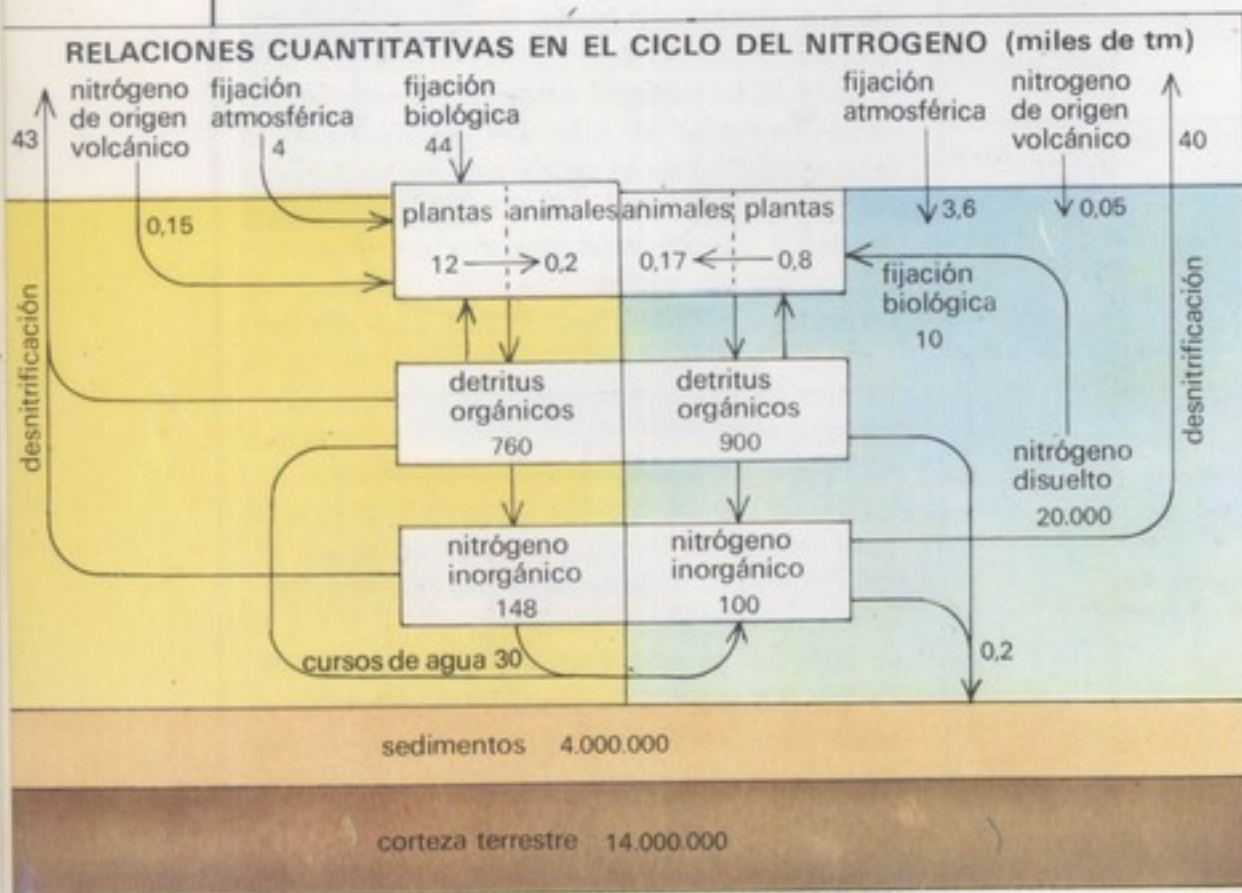 RELACIONES CUANTITATIVAS EN EL CICLO DEL NITROGENO (miles de tm)
nitrógeno
de origen
volcánico
fijación
atmosférica
4
fijación
biológica
44
fijación
atmosférica
nitrogeno
de origen
volcánico
43
40
0,15
plantas
animales
animales
plantas
3,6
0,05
12
0,2
0,17
0,8
fijación
biológica
10
desnitrificación
desnitrificación
detritus
orgánicos
760
detritus
orgánicos
900
nitrógeno
disuelto
20.000
nitrógeno
inorgánico
148
nitrógeno
inorgánico
100
cursos de agua 30
0,2
sedimentos 4.000.000
corteza terrestre 14.000.000